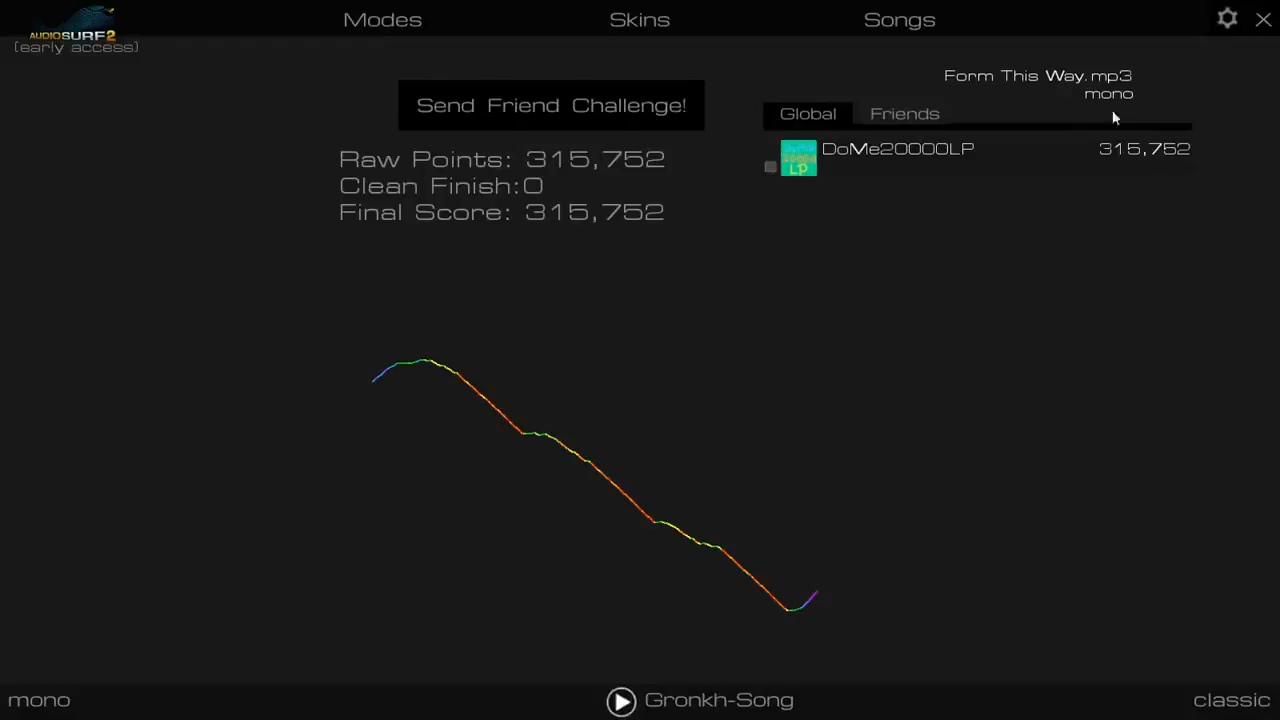 AUDIOSURF2
(early access)
Modes
Skins
Songs
Form This Way.mp3
mono
Send Friend Challenge!
Global
Friends
Raw Points: 315,752
Clean Finish:0
Final Score: 315,752
DoMe20000LP
315,752
LP
mono
Gronkh-Song
classic